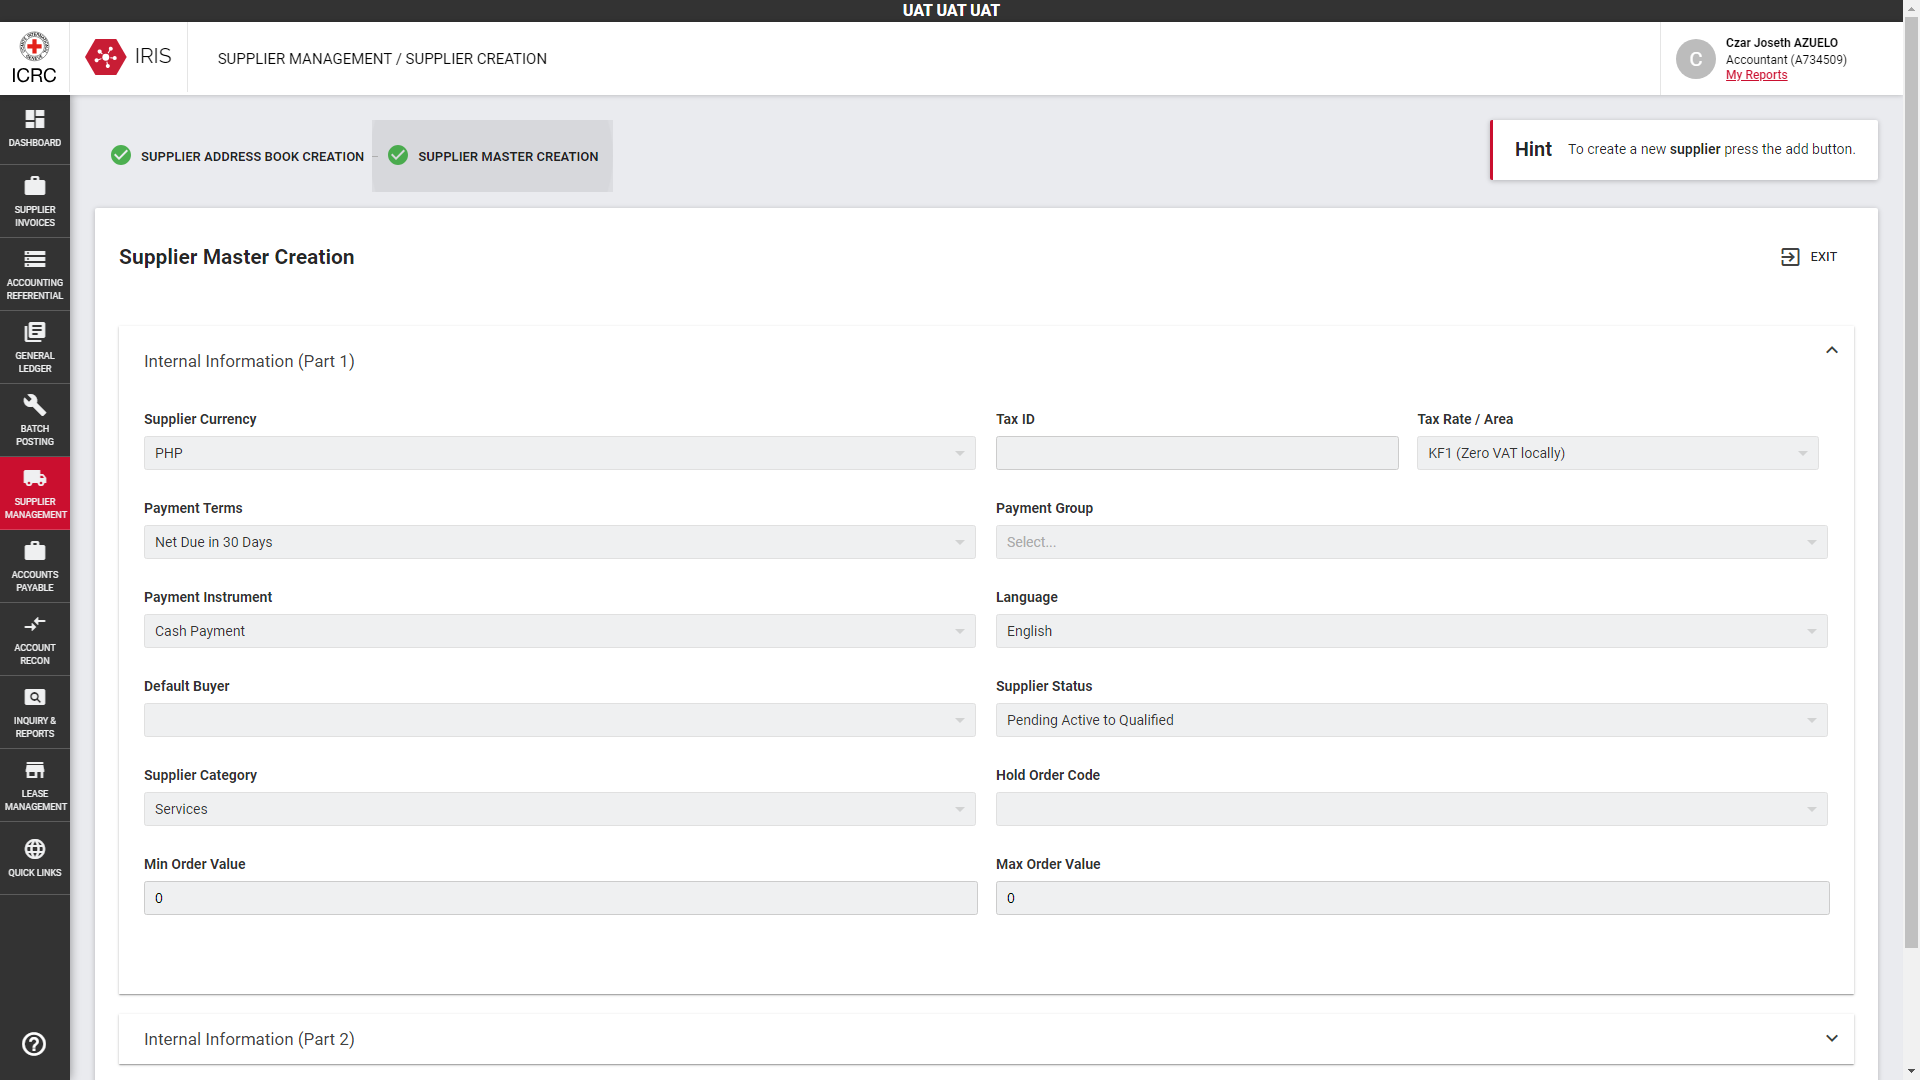 UAT UAT UAT
ICRC
IRIS
SUPPLIER MANAGEMENT / SUPPLIER CREATION
C
Czar Joseth AZUELO
Accountant (A734509)
My Reports
DASHBOARD
SUPPLIER
INVOICES
ACCOUNTING
REFERENTIAL
GENERAL
LEDGER
BATCH
POSTING
SUPPLIER
MANAGEMENT
ACCOUNTS
PAYABLE
ACCOUNT
RECON
INQUIRY &
REPORTS
LEASE
MANAGEMENT
QUICK LINKS
SUPPLIER ADDRESS BOOK CREATION
SUPPLIER MASTER CREATION
Hint To create a new supplier press the add button.
Supplier Master Creation
EXIT
Internal Information (Part 1)
Supplier Currency
PHP
Tax ID
Tax Rate / Area
KF1 (Zero VAT locally)
Payment Terms
Net Due in 30 Days
Payment Group
Select...
Payment Instrument
Cash Payment
Language
English
Default Buyer
Supplier Status
Pending Active to Qualified
Supplier Category
Services
Hold Order Code
Min Order Value
0
Max Order Value
0
Internal Information (Part 2)